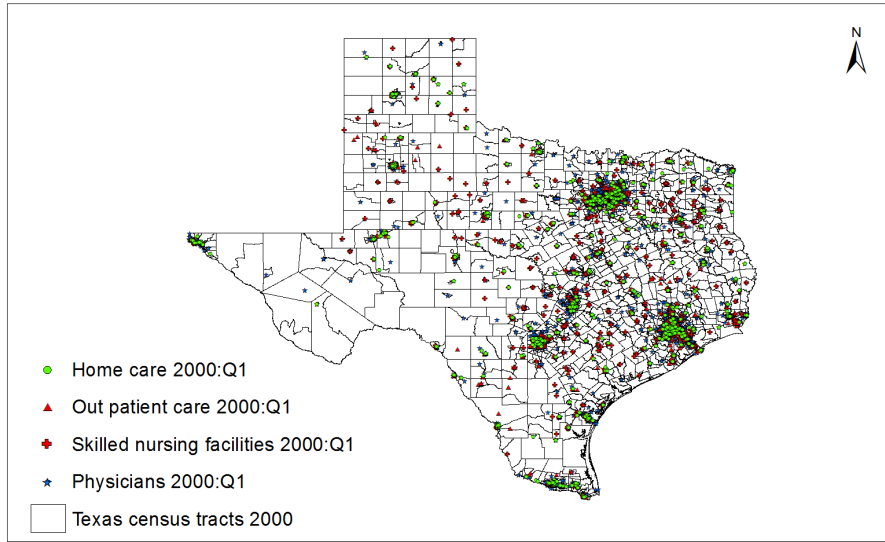 N
Home care 2000:Q1
Out patient care 2000:Q1
Skilled nursing facilities 2000:Q1
Physicians 2000:Q1
Texas census tracts 2000